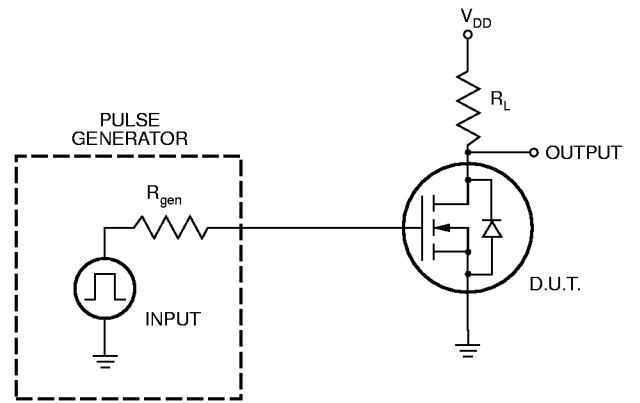 V_DD
R_L
OUTPUT
PULSE
GENERATOR
R_gen
INPUT
D.U.T.